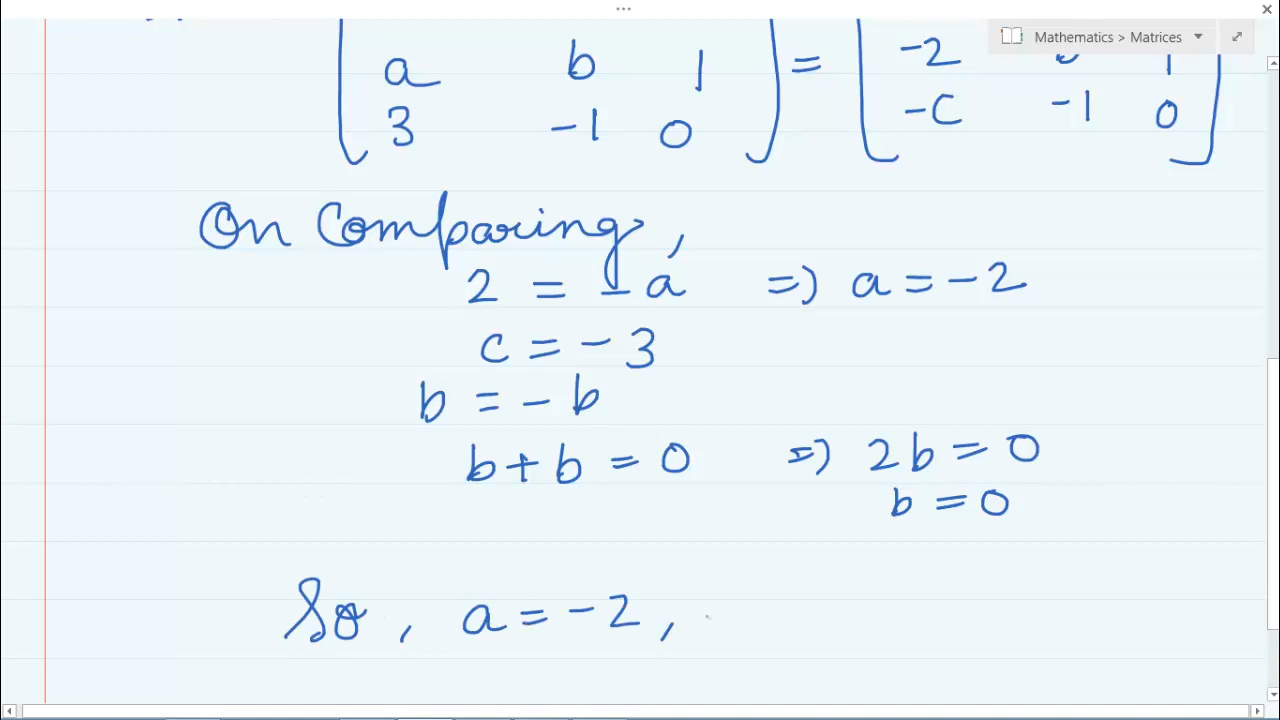 Mathematics > Matrices
a b 1 = -2 1
3 -1 0 -c -1 0
On Comparing,
2 = -a => a = -2
c = -3
b = -b
b + b = 0 => 2b = 0
b = 0
So, a = -2,